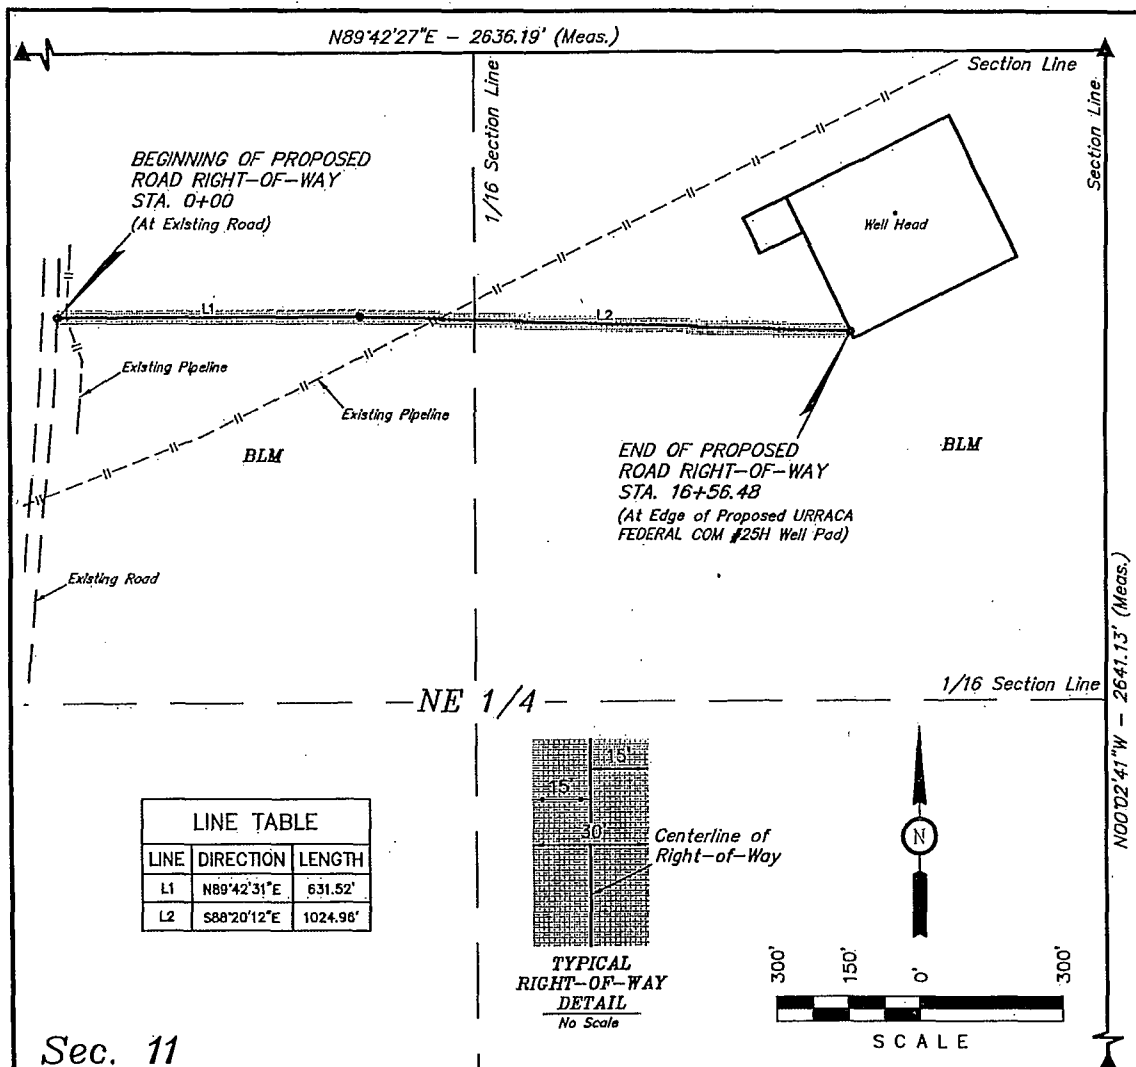 N89°42'27"E - 2636.19' (Meas.)
Section Line
1/16 Section Line
Section Line
BEGINNING OF PROPOSED
ROAD RIGHT-OF-WAY
STA. 0+00
(At Existing Road)
Well Head
L1
L2
Existing Pipeline
Existing Pipeline
BLM
BLM
END OF PROPOSED
ROAD RIGHT-OF-WAY
STA. 16+56.48
(At Edge of Proposed URRACA
FEDERAL COM #25H Well Pad)
Existing Road
N00°02'41"W - 2641.13' (Meas.)
1/16 Section Line
NE 1/4
15'
15'
30'
Centerline of
Right-of-Way
TYPICAL
RIGHT-OF-WAY
DETAIL
No Scale
LINE TABLE
LINE DIRECTION LENGTH
L1 N89°42'31"E 631.52'
L2 S88°20'12"E 1024.96'
N
300' 150' 0' 300'
SCALE
Sec. 11